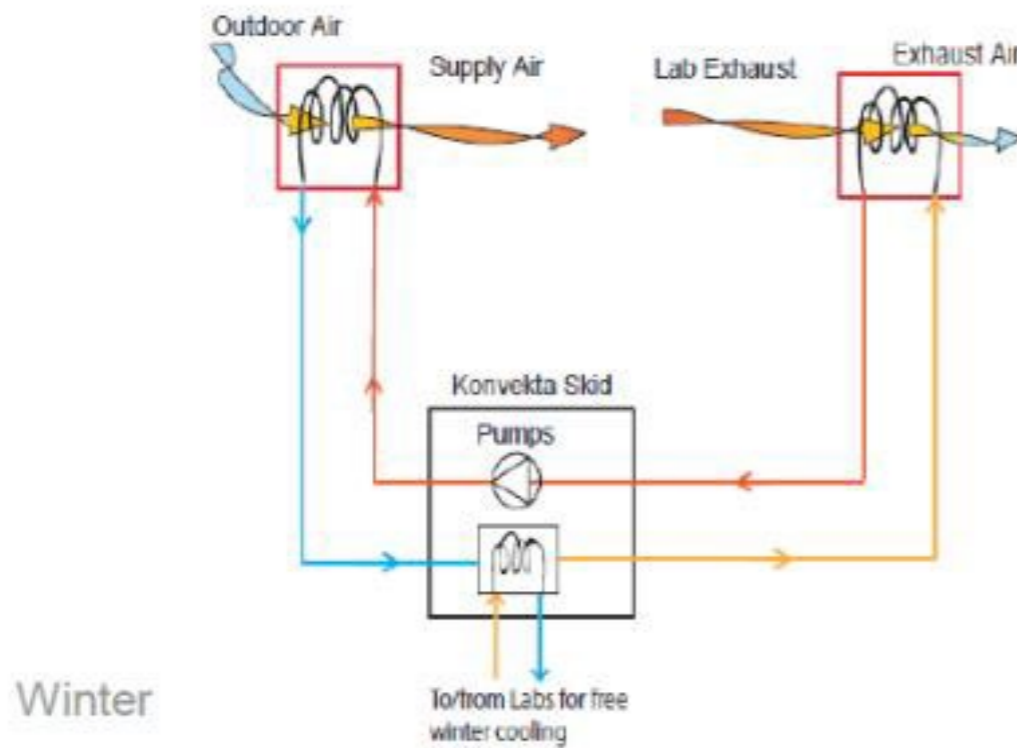 Outdoor Air
Supply Air
Lab Exhaust
Exhaust Air
Konvekta Skid
Pumps
To/from Labs for free
winter cooling
Winter